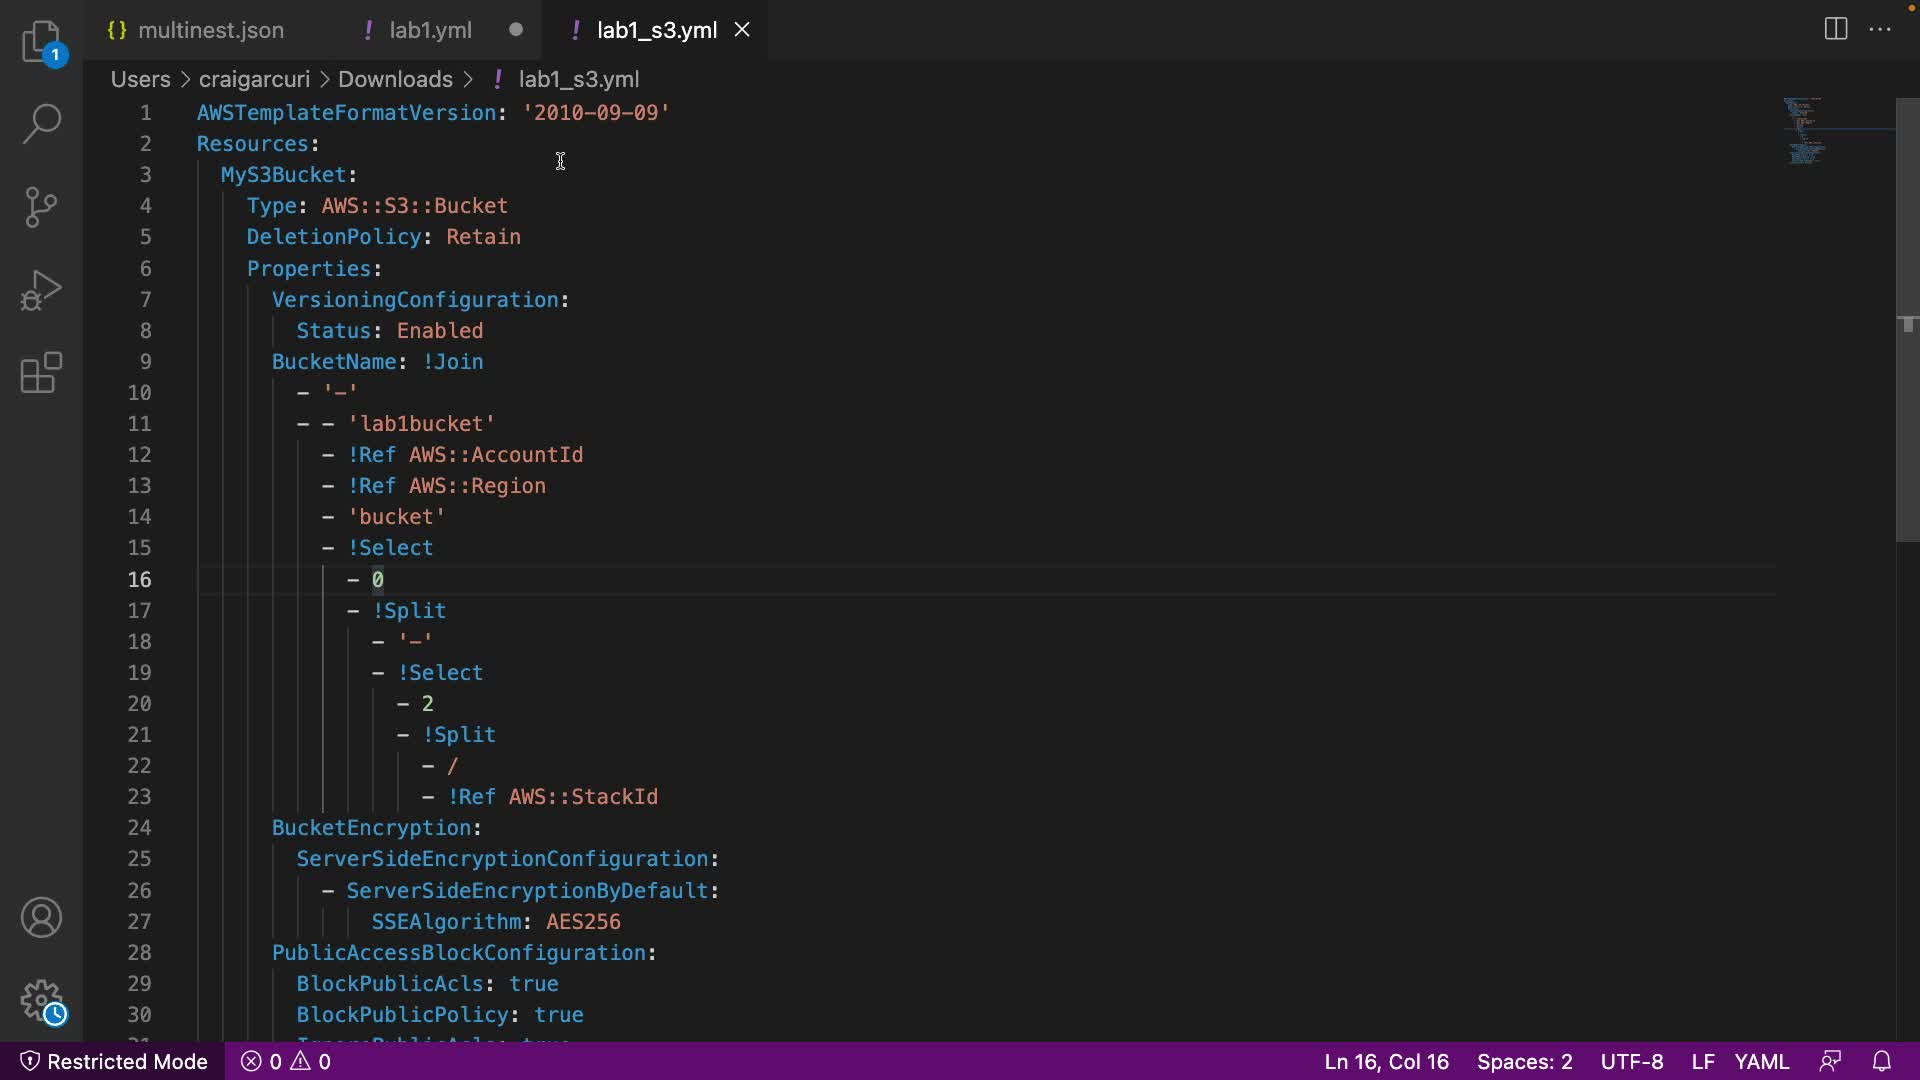 {} multinest.json ! lab1.yml ! lab1_s3.yml
1
Users > craigarcuri > Downloads > ! lab1_s3.yml
1 AWSTemplateFormatVersion: '2010-09-09'
2 Resources:
3 MyS3Bucket:
4 Type: AWS::S3::Bucket
5 DeletionPolicy: Retain
6 Properties:
7 VersioningConfiguration:
8 Status: Enabled
9 BucketName: !Join
10 - '-'
11 - - 'lab1bucket'
12 - !Ref AWS::AccountId
13 - !Ref AWS::Region
14 - 'bucket'
15 - !Select
16 - 0
17 - !Split
18 - '-'
19 - !Select
20 - 2
21 - !Split
22 - /
23 - !Ref AWS::StackId
24 BucketEncryption:
25 ServerSideEncryptionConfiguration:
26 - ServerSideEncryptionByDefault:
27 SSEAlgorithm: AES256
28 PublicAccessBlockConfiguration:
29 BlockPublicAcls: true
30 BlockPublicPolicy: true
Restricted Mode 0 0 Ln 16, Col 16 Spaces: 2 UTF-8 LF YAML